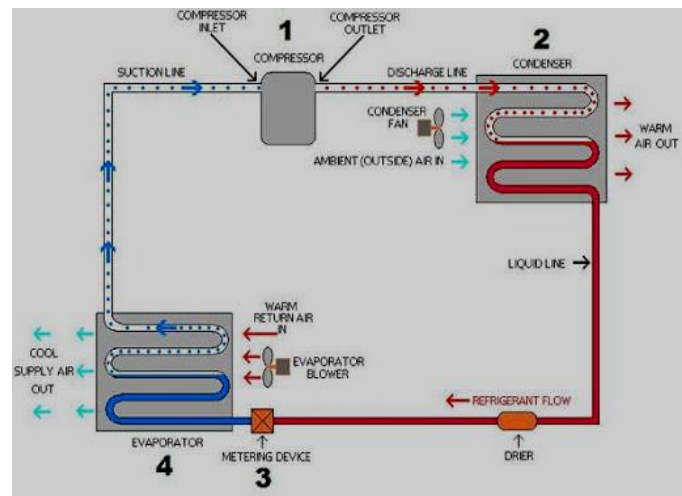 COMPRESSOR
INLET
1
COMPRESSOR
OUTLET
2
SUCTION LINE
COMPRESSOR
DISCHARGE LINE
CONDENSER
CONDENSER
FAN
WARM
AIR OUT
AMBIENT (OUTSIDE) AIR IN
LIQUID LINE
WARM
RETURN AIR
IN
COOL
SUPPLY AIR
OUT
EVAPORATOR
BLOWER
REFRIGERANT FLOW
EVAPORATOR
4
METERING DEVICE
3
DRIER